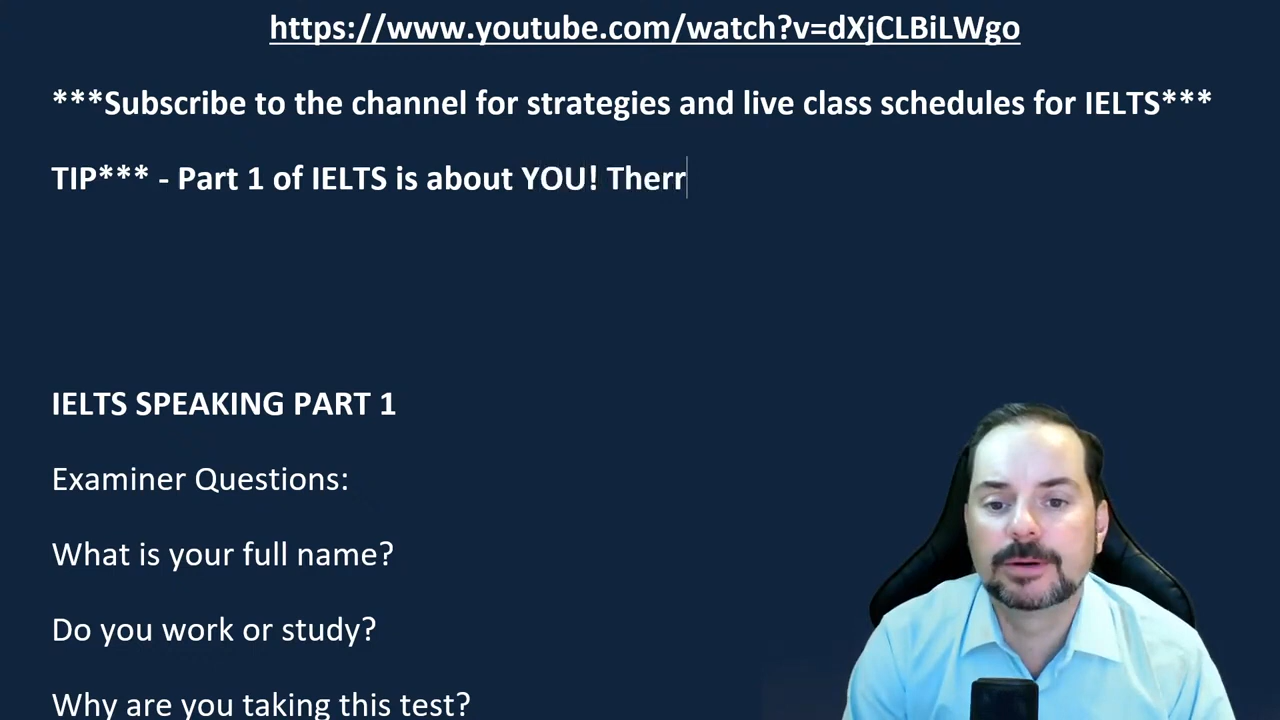 https://www.youtube.com/watch?v=dXjCLBiLWgo
***Subscribe to the channel for strategies and live class schedules for IELTS***
TIP*** - Part 1 of IELTS is about YOU! Therr
IELTS SPEAKING PART 1
Examiner Questions:
What is your full name?
Do you work or study?
Why are you taking this test?